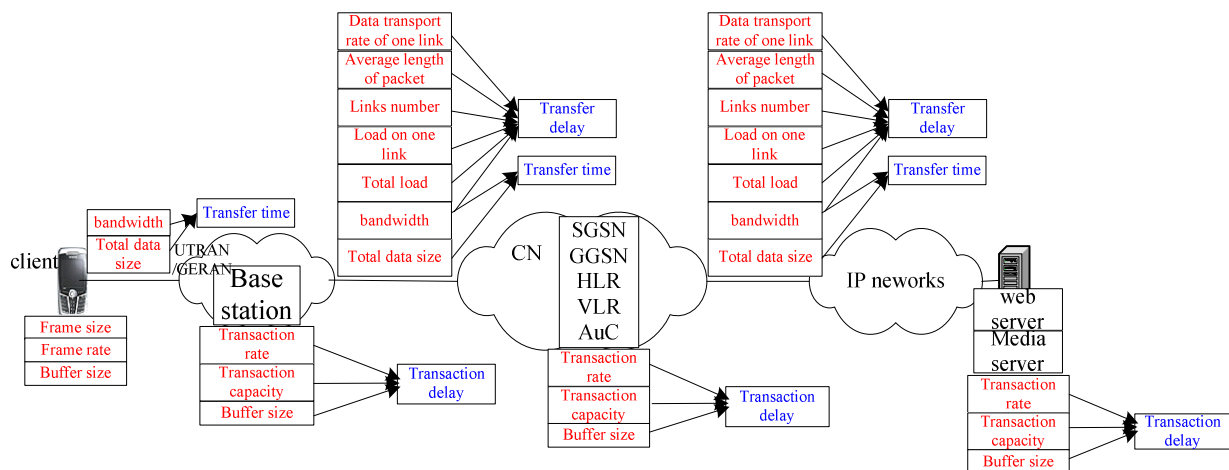 client
bandwidth
Total data
size
Transfer time
UTRAN
/GERAN
Base
station
Frame size
Frame rate
Buffer size
Transaction
rate
Transaction
capacity
Buffer size
Transaction
delay
Data transport
rate of one link
Average length
of packet
Links number
Load on one
link
Total load
bandwidth
Total data size
Transfer
delay
Transfer time
CN
SGSN
GGSN
HLR
VLR
AuC
Transaction
rate
Transaction
capacity
Buffer size
Transaction
delay
Data transport
rate of one link
Average length
of packet
Links number
Load on one
link
Total load
bandwidth
Total data size
Transfer
delay
Transfer time
IP neworks
web
server
Media
server
Transaction
rate
Transaction
capacity
Buffer size
Transaction
delay